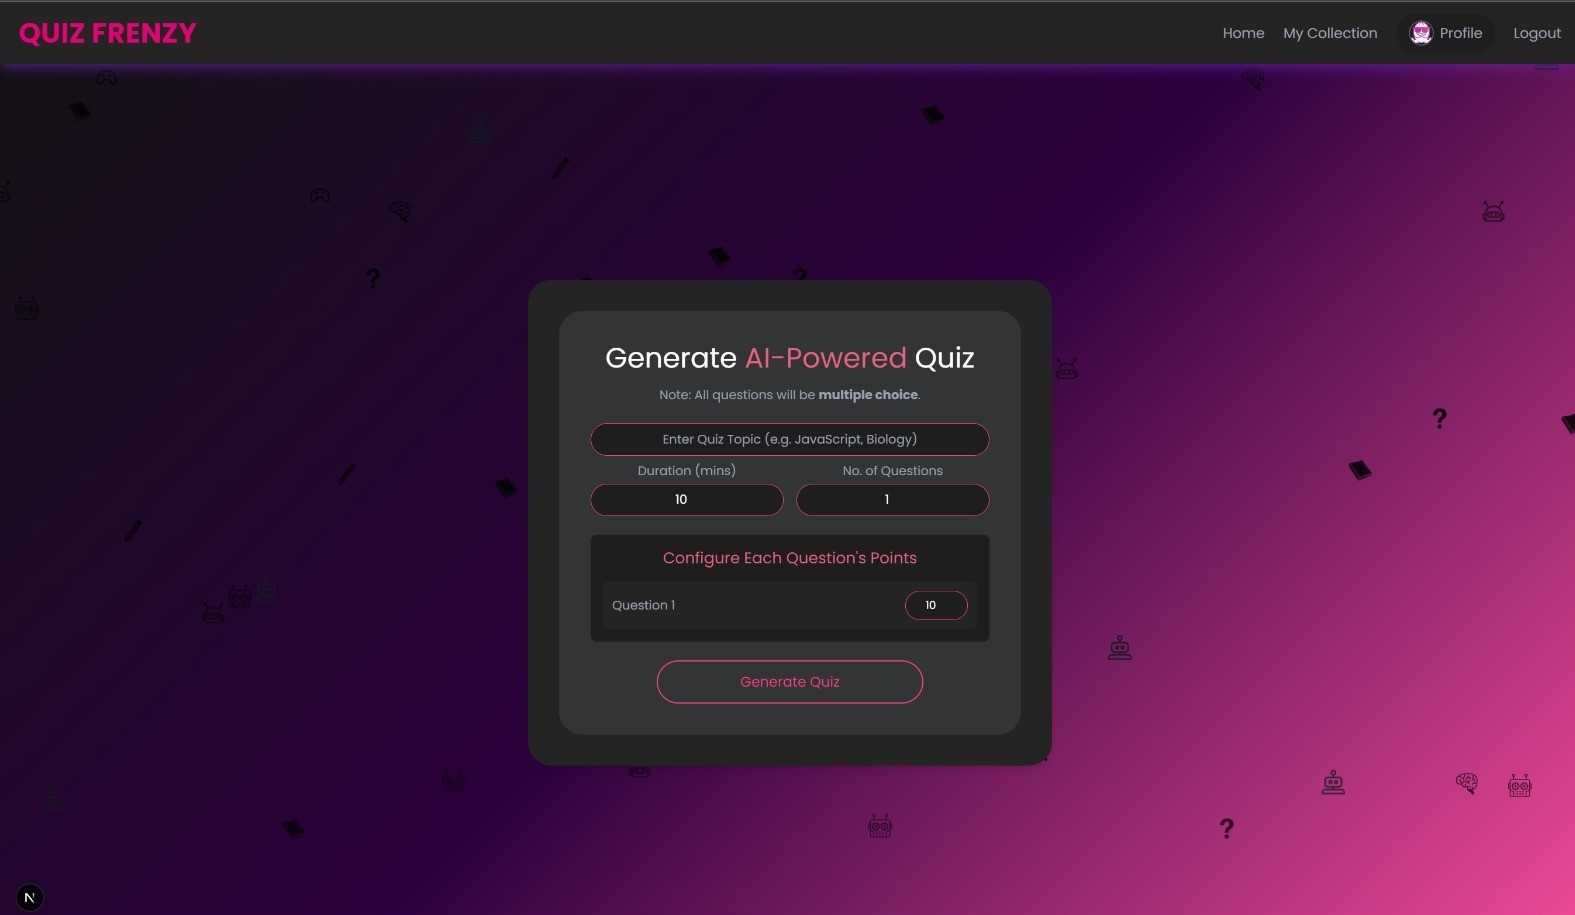 QUIZ FRENZY
Home My Collection Profile Logout
Generate AI-Powered Quiz
Note: All questions will be multiple choice.
Enter Quiz Topic (e.g. JavaScript, Biology)
Duration (mins) No. of Questions
10 1
Configure Each Question's Points
Question 1 10
Generate Quiz
N